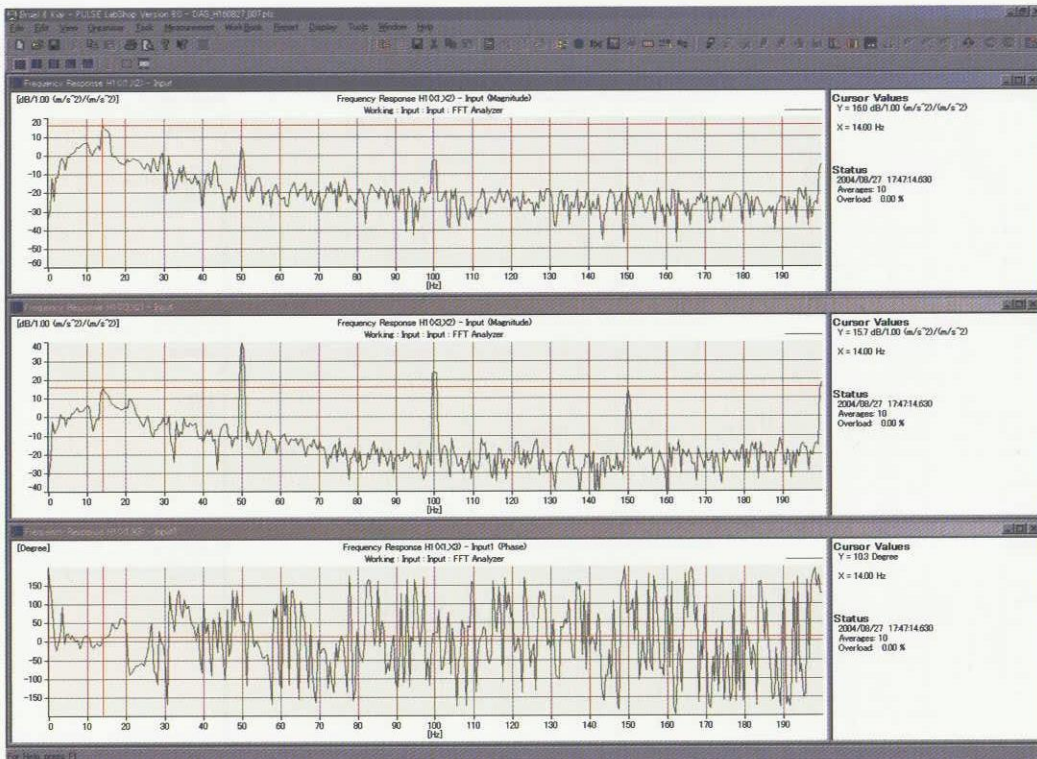 Brüel & Kjær - PULSE LabShop Version 8.0 - DAS_H160827_007.pls
File Edit View Insert Organiser Task Measurement WorkBook Report Display Tools Window Help
Frequency Response H1(X1,X2) - Input
[dB/1.00 (m/s^2)/(m/s^2)]
Frequency Response H1(X1,X2) - Input (Magnitude)
Working : Input : Input : FFT Analyzer
20
10
0
-10
-20
-30
-40
-50
-60
0 10 20 30 40 50 60 70 80 90 100 110 120 130 140 150 160 170 180 190
[Hz]
Cursor Values
Y = 16.0 dB/1.00 (m/s^2)/(m/s^2)
X = 14.00 Hz
Status
2004/08/27 17:47:14.630
Averages: 10
Overload: 0.00 %
[dB/1.00 (m/s^2)/(m/s^2)]
Frequency Response H1(X3,X2) - Input (Magnitude)
Working : Input : Input : FFT Analyzer
40
30
20
10
0
-10
-20
-30
-40
0 10 20 30 40 50 60 70 80 90 100 110 120 130 140 150 160 170 180 190
[Hz]
Cursor Values
Y = 15.7 dB/1.00 (m/s^2)/(m/s^2)
X = 14.00 Hz
Status
2004/08/27 17:47:14.630
Averages: 10
Overload: 0.00 %
[Degree]
Frequency Response H1(X1,X3) - Input1 (Phase)
Working : Input : Input : FFT Analyzer
150
100
50
0
-50
-100
-150
0 10 20 30 40 50 60 70 80 90 100 110 120 130 140 150 160 170 180 190
[Hz]
Cursor Values
Y = 10.3 Degree
X = 14.00 Hz
Status
2004/08/27 17:47:14.630
Averages: 10
Overload: 0.00 %
For Help, press F1